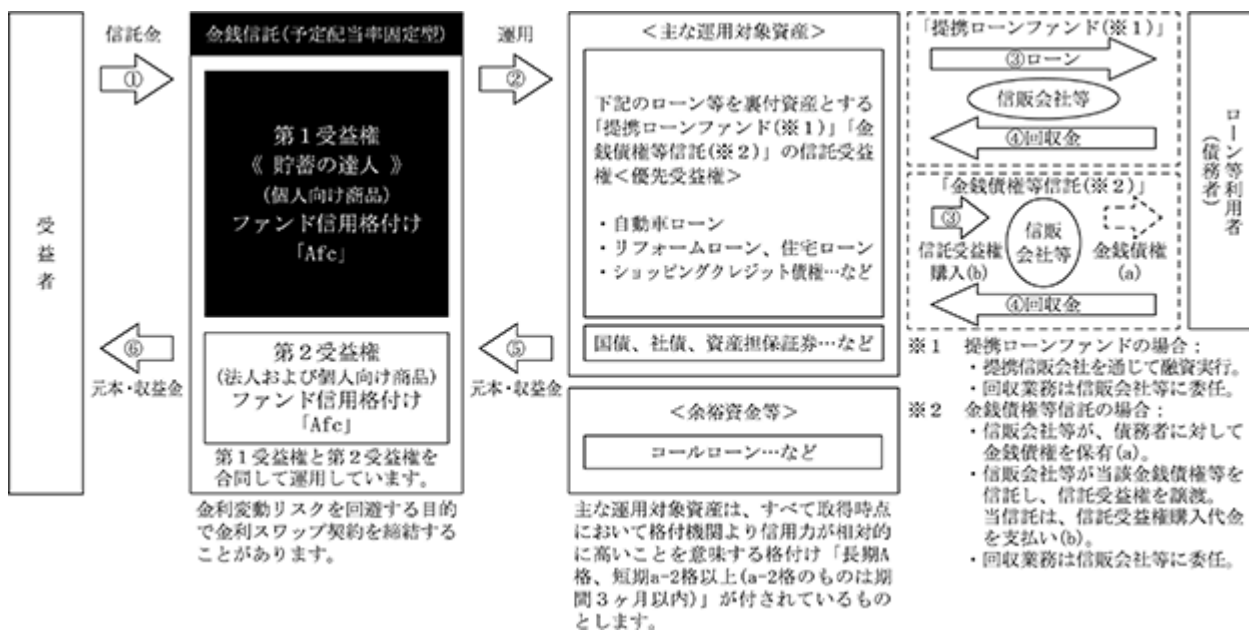 受益者
信託金
①
⑥
元本・収益金
金銭信託(予定配当率固定型)
第１受益権
《 貯蓄の達人 》
(個人向け商品)
ファンド信用格付け
「Afc」
第２受益権
(法人および個人向け商品)
ファンド信用格付け
「Afc」
第１受益権と第２受益権を
合同して運用しています。
金利変動リスクを回避する目的
で金利スワップ契約を締結する
ことがあります。
運用
②
⑤
元本・収益金
＜主な運用対象資産＞
下記のローン等を裏付資産とする
「提携ローンファンド(※１)」「金
銭債権等信託(※２)」の信託受益
権＜優先受益権＞
・自動車ローン
・リフォームローン、住宅ローン
・ショッピングクレジット債権…など
国債、社債、資産担保証券…など
＜余裕資金等＞
コールローン…など
主な運用対象資産は、すべて取得時点
において格付機関より信用力が相対的
に高いことを意味する格付け「長期A
格、短期a-2格以上(a-2格のものは期
間３ヶ月以内)」が付されているもの
とします。
「提携ローンファンド(※１)」
③ローン
信販会社等
④回収金
「金銭債権等信託(※２)」
③
信託受益権
購入(b)
信販
会社等
金銭債権
(a)
④回収金
ローン等利用者
(債務者)
※１　提携ローンファンドの場合：
・提携信販会社を通じて融資実行。
・回収業務は信販会社等に委任。
※２　金銭債権等信託の場合：
・信販会社等が、債務者に対して
金銭債権を保有(a)。
・信販会社等が当該金銭債権等を
信託し、信託受益権を譲渡。
当信託は、信託受益権購入代金
を支払い(b)。
・回収業務は信販会社等に委任。